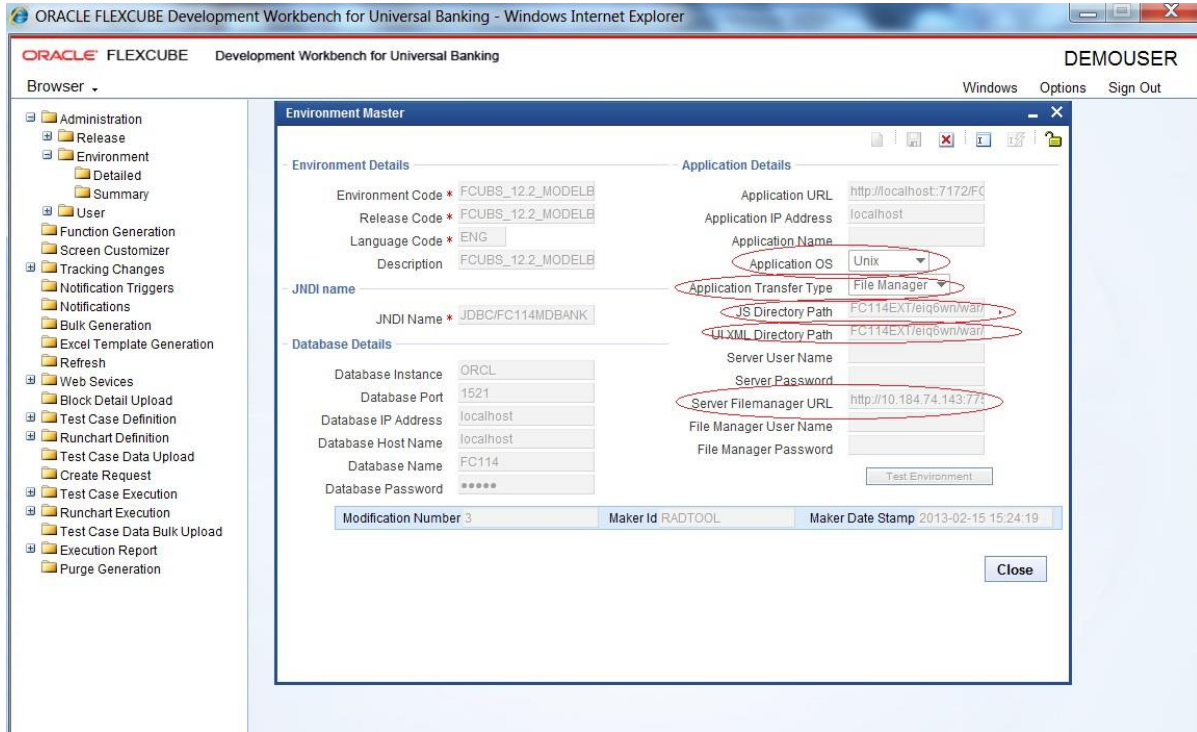 ORACLE FLEXCUBE Development Workbench for Universal Banking - Windows Internet Explorer
X
ORACLE FLEXCUBE Development Workbench for Universal Banking
DEMOUSER
Browser
Windows Options Sign Out
Administration
Release
Environment
Detailed
Summary
User
Function Generation
Screen Customizer
Tracking Changes
Notification Triggers
Notifications
Bulk Generation
Excel Template Generation
Refresh
Web Sevices
Block Detail Upload
Test Case Definition
Runchart Definition
Test Case Data Upload
Create Request
Test Case Execution
Runchart Execution
Test Case Data Bulk Upload
Execution Report
Purge Generation
Environment Master
Environment Details
Environment Code * FCUBS_12.2_MODELB
Release Code * FCUBS_12.2_MODELB
Language Code * ENG
Description FCUBS_12.2_MODELB
JNDI name
JNDI Name * JDBC/FC114MDBANK
Database Details
Database Instance ORCL
Database Port 1521
Database IP Address localhost
Database Host Name localhost
Database Name FC114
Database Password •••••
Application Details
Application URL http://localhost::7172/FC
Application IP Address localhost
Application Name
Application OS Unix
Application Transfer Type File Manager
JS Directory Path FC114EXT/eiq6wn/war/
UI XML Directory Path FC114EXT/eiq6wn/war/
Server User Name
Server Password
Server Filemanager URL http://10.184.74.143:775
File Manager User Name
File Manager Password
Test Environment
Modification Number 3 Maker Id RADTOOL Maker Date Stamp 2013-02-15 15:24:19
Close